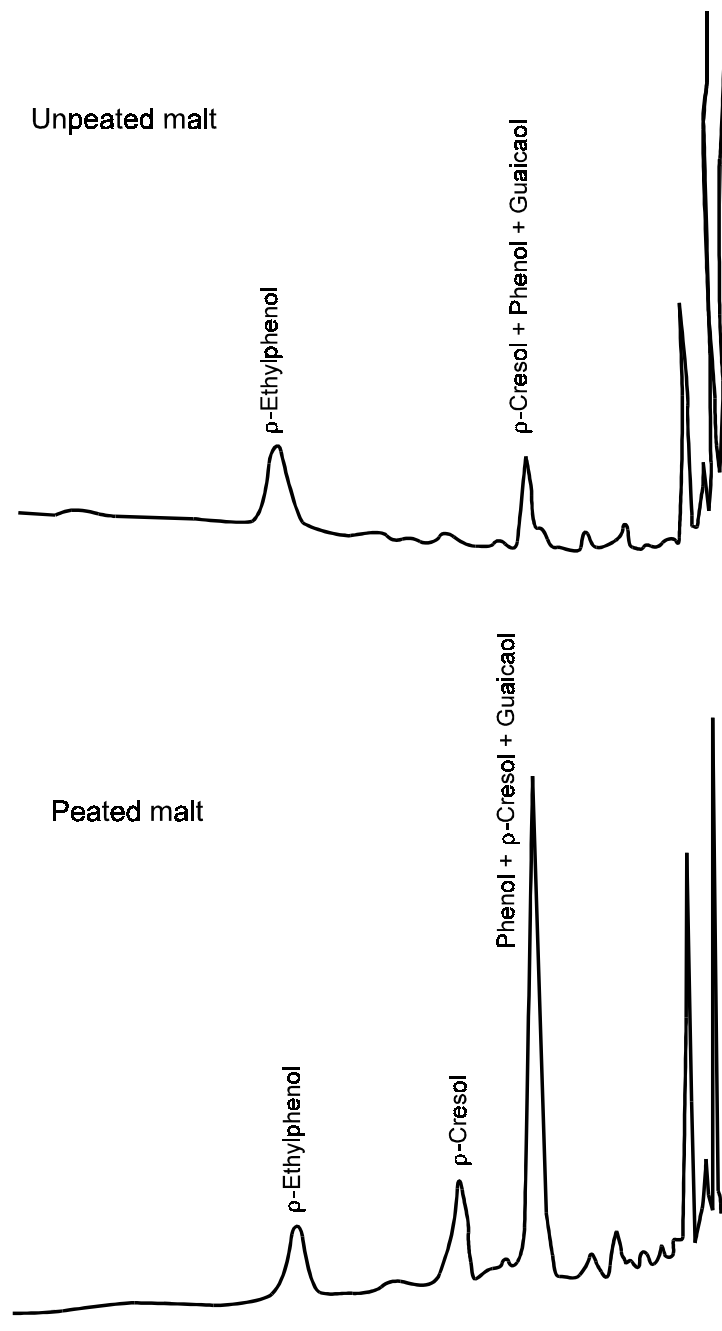 Unpeated malt
ρ-Ethylphenol
ρ-Cresol + Phenol + Guaicaol
Peated malt
ρ-Ethylphenol
ρ-Cresol
Phenol + ρ-Cresol + Guaicaol